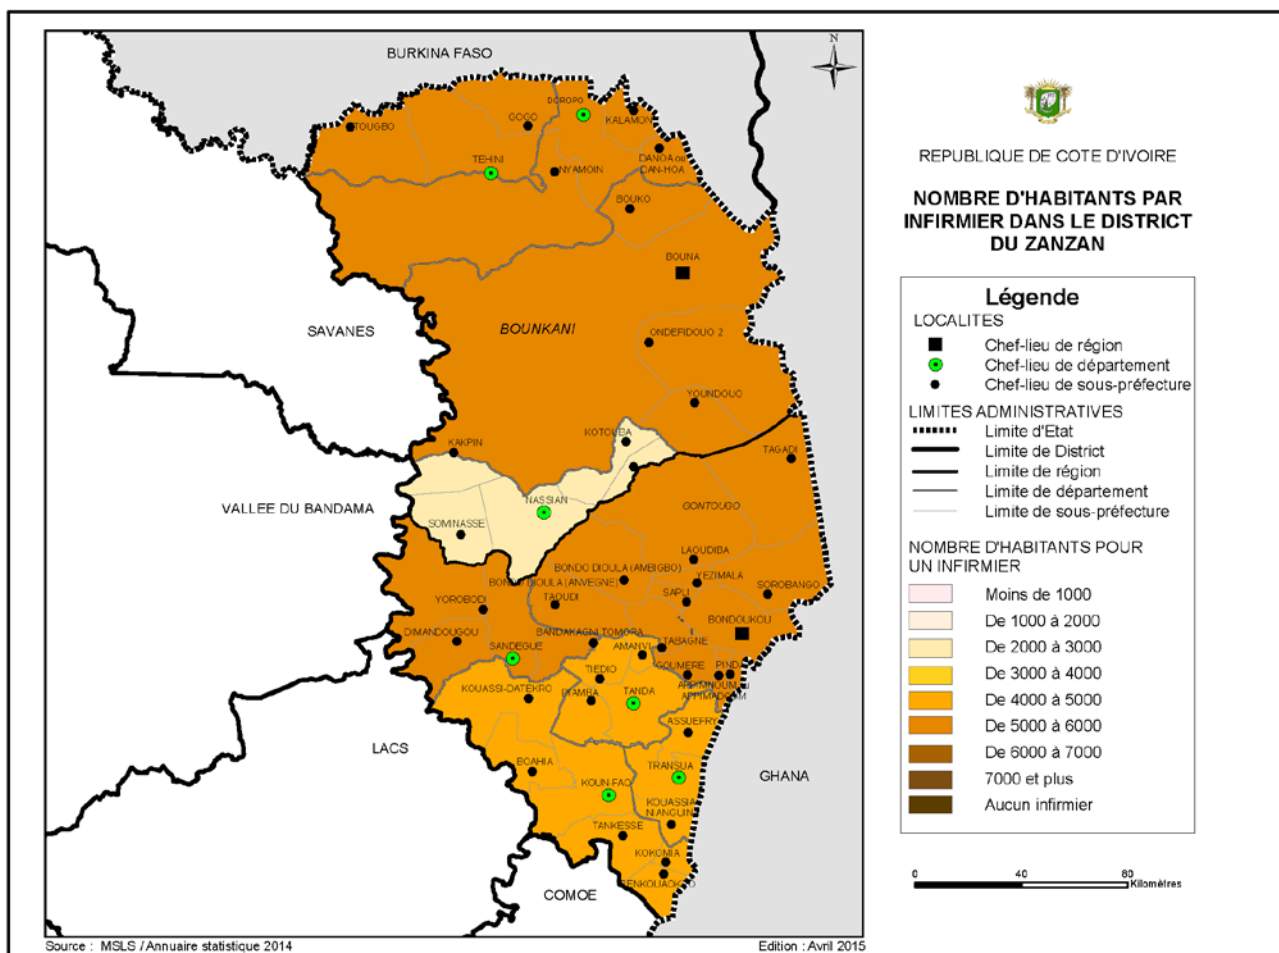 BURKINA FASO
N
DOROPO
KALAMON
GOGO
TOUGBO
DANOA ou
DAN-HOA
TEHINI
NYAMOIN
BOUKO
BOUNA
SAVANES
BOUNKANI
ONDEFIDOUO 2
YOUNDOUO
KOTOUBA
KAKPIN
TAGADI
NASSIAN
VALLEE DU BANDAMA
GONTOUGO
SOMINASSE
LAOUDIBA
BONDO DIOULA (AMBIGBO)
BONDO DIOULA (ANVEGNE)
YEZIMALA
SOROBANGO
TAOUDI
SAPLI
YOROBODI
BONDOUKOU
DIMANDOUGOU
BANDAKAGNI TOMORA
TABAGNE
SANDEGUE
AMANVI
TIEDIO
GOUMERE
KOUASSI-DATEKRO
TANDA
ASSUEFRY
LACS
BOAHIA
TRANSUA
KOUN-FAO
GHANA
KOUASSIA
NIANGUINI
TANKESSE
KOKOMIA
COMOE
Source : MSLS / Annuaire statistique 2014
Edition : Avril 2015
REPUBLIQUE DE COTE D'IVOIRE
NOMBRE D'HABITANTS PAR
INFIRMIER DANS LE DISTRICT
DU ZANZAN
Légende
LOCALITES
Chef-lieu de région
Chef-lieu de département
Chef-lieu de sous-préfecture
LIMITES ADMINISTRATIVES
Limite d'Etat
Limite de District
Limite de région
Limite de département
Limite de sous-préfecture
NOMBRE D'HABITANTS POUR
UN INFIRMIER
Moins de 1000
De 1000 à 2000
De 2000 à 3000
De 3000 à 4000
De 4000 à 5000
De 5000 à 6000
De 6000 à 7000
7000 et plus
Aucun infirmier
0 40 80
Kilomètres